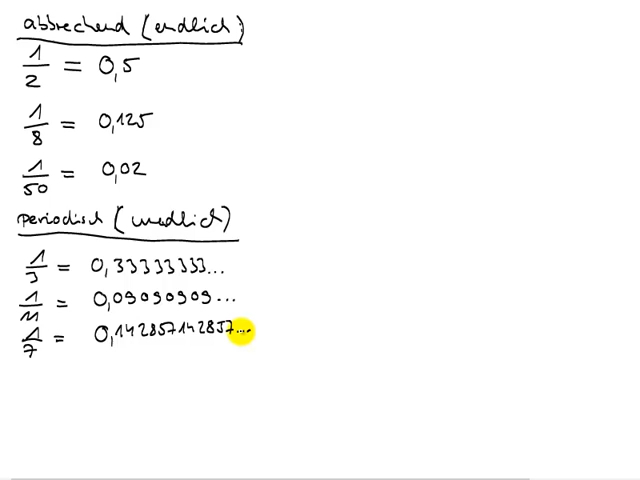 abbrechend (endlich)
1/2 = 0,5
1/8 = 0,125
1/50 = 0,02
periodisch (unendlich)
1/3 = 0,33333333...
1/11 = 0,09090909...
1/7 = 0,142857142857...